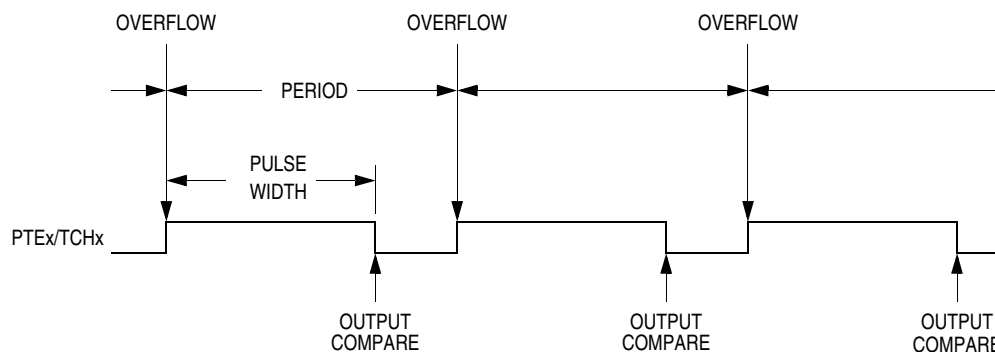 OVERFLOW
OVERFLOW
OVERFLOW
PERIOD
PULSE
WIDTH
PTEx/TCHx
OUTPUT
COMPARE
OUTPUT
COMPARE
OUTPUT
COMPARE